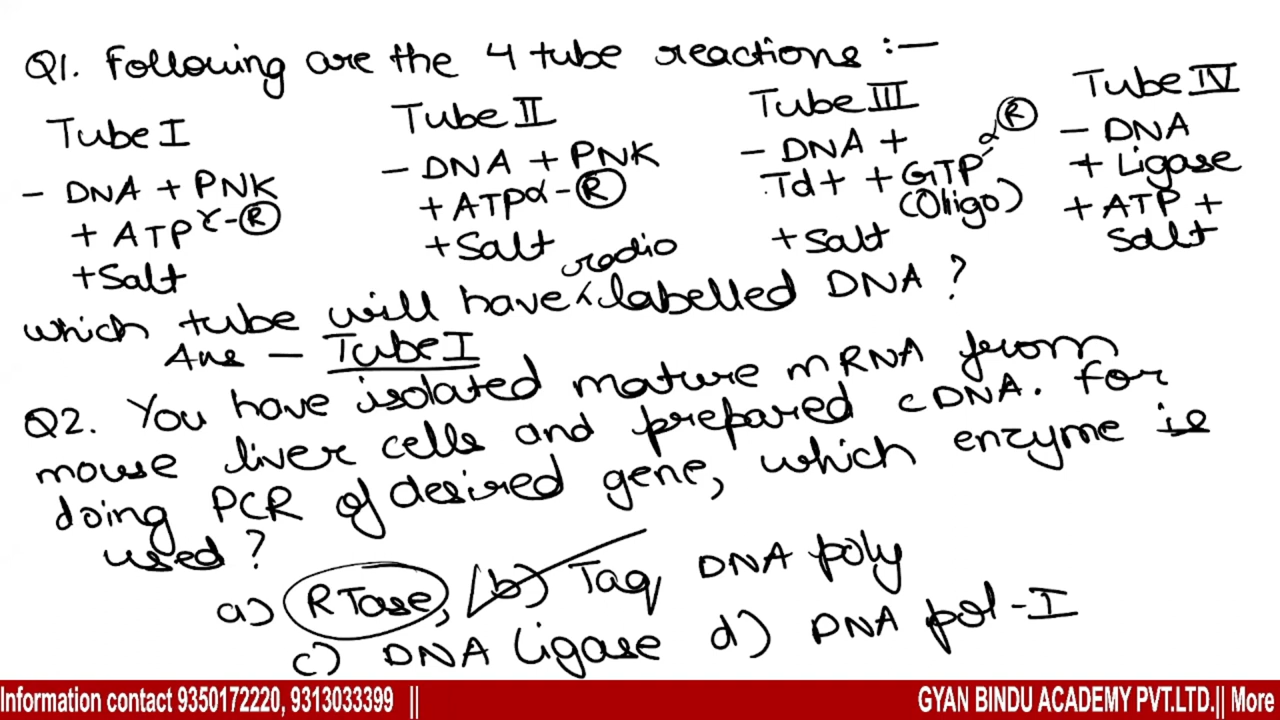 Q1. Following are the 4 tube reactions :-
Tube I
- DNA + PNK
+ ATP γ-R
+ Salt
Tube II
- DNA + PNK
+ ATPα-R
+ Salt
Tube III
- DNA +
Td+ + GTP α-R
(Oligo)
+ Salt
Tube IV
- DNA
+ Ligase
+ ATP +
Salt
which tube will have radio labelled DNA ?
Ans - Tube I
Q2. You have isolated mature mRNA from
mouse liver cells and prepared cDNA. For
doing PCR of desired gene, which enzyme is
used ?
a) RTase, b) Taq DNA poly
c) DNA ligase d) DNA pol-I
Information contact 9350172220, 9313033399 || GYAN BINDU ACADEMY PVT.LTD.|| More